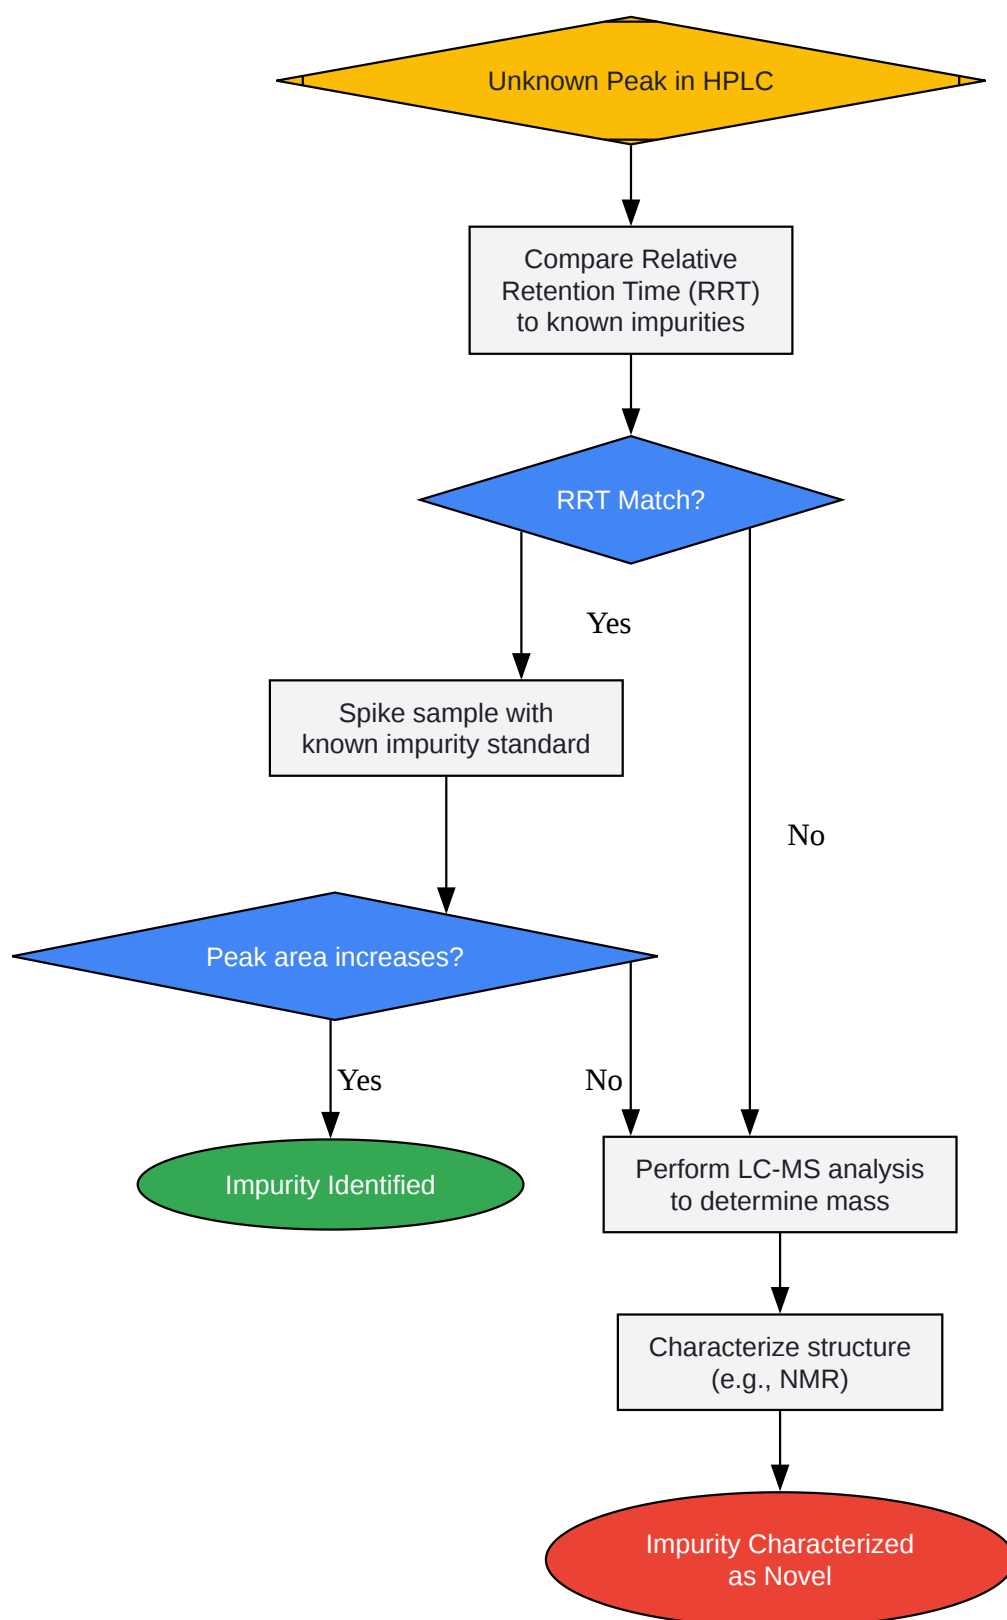 Unknown Peak in HPLC
Compare Relative
Retention Time (RRT)
to known impurities
RRT Match?
Yes
Spike sample with
known impurity standard
No
Peak area increases?
Yes
No
Impurity Identified
Perform LC-MS analysis
to determine mass
Characterize structure
(e.g., NMR)
Impurity Characterized
as Novel